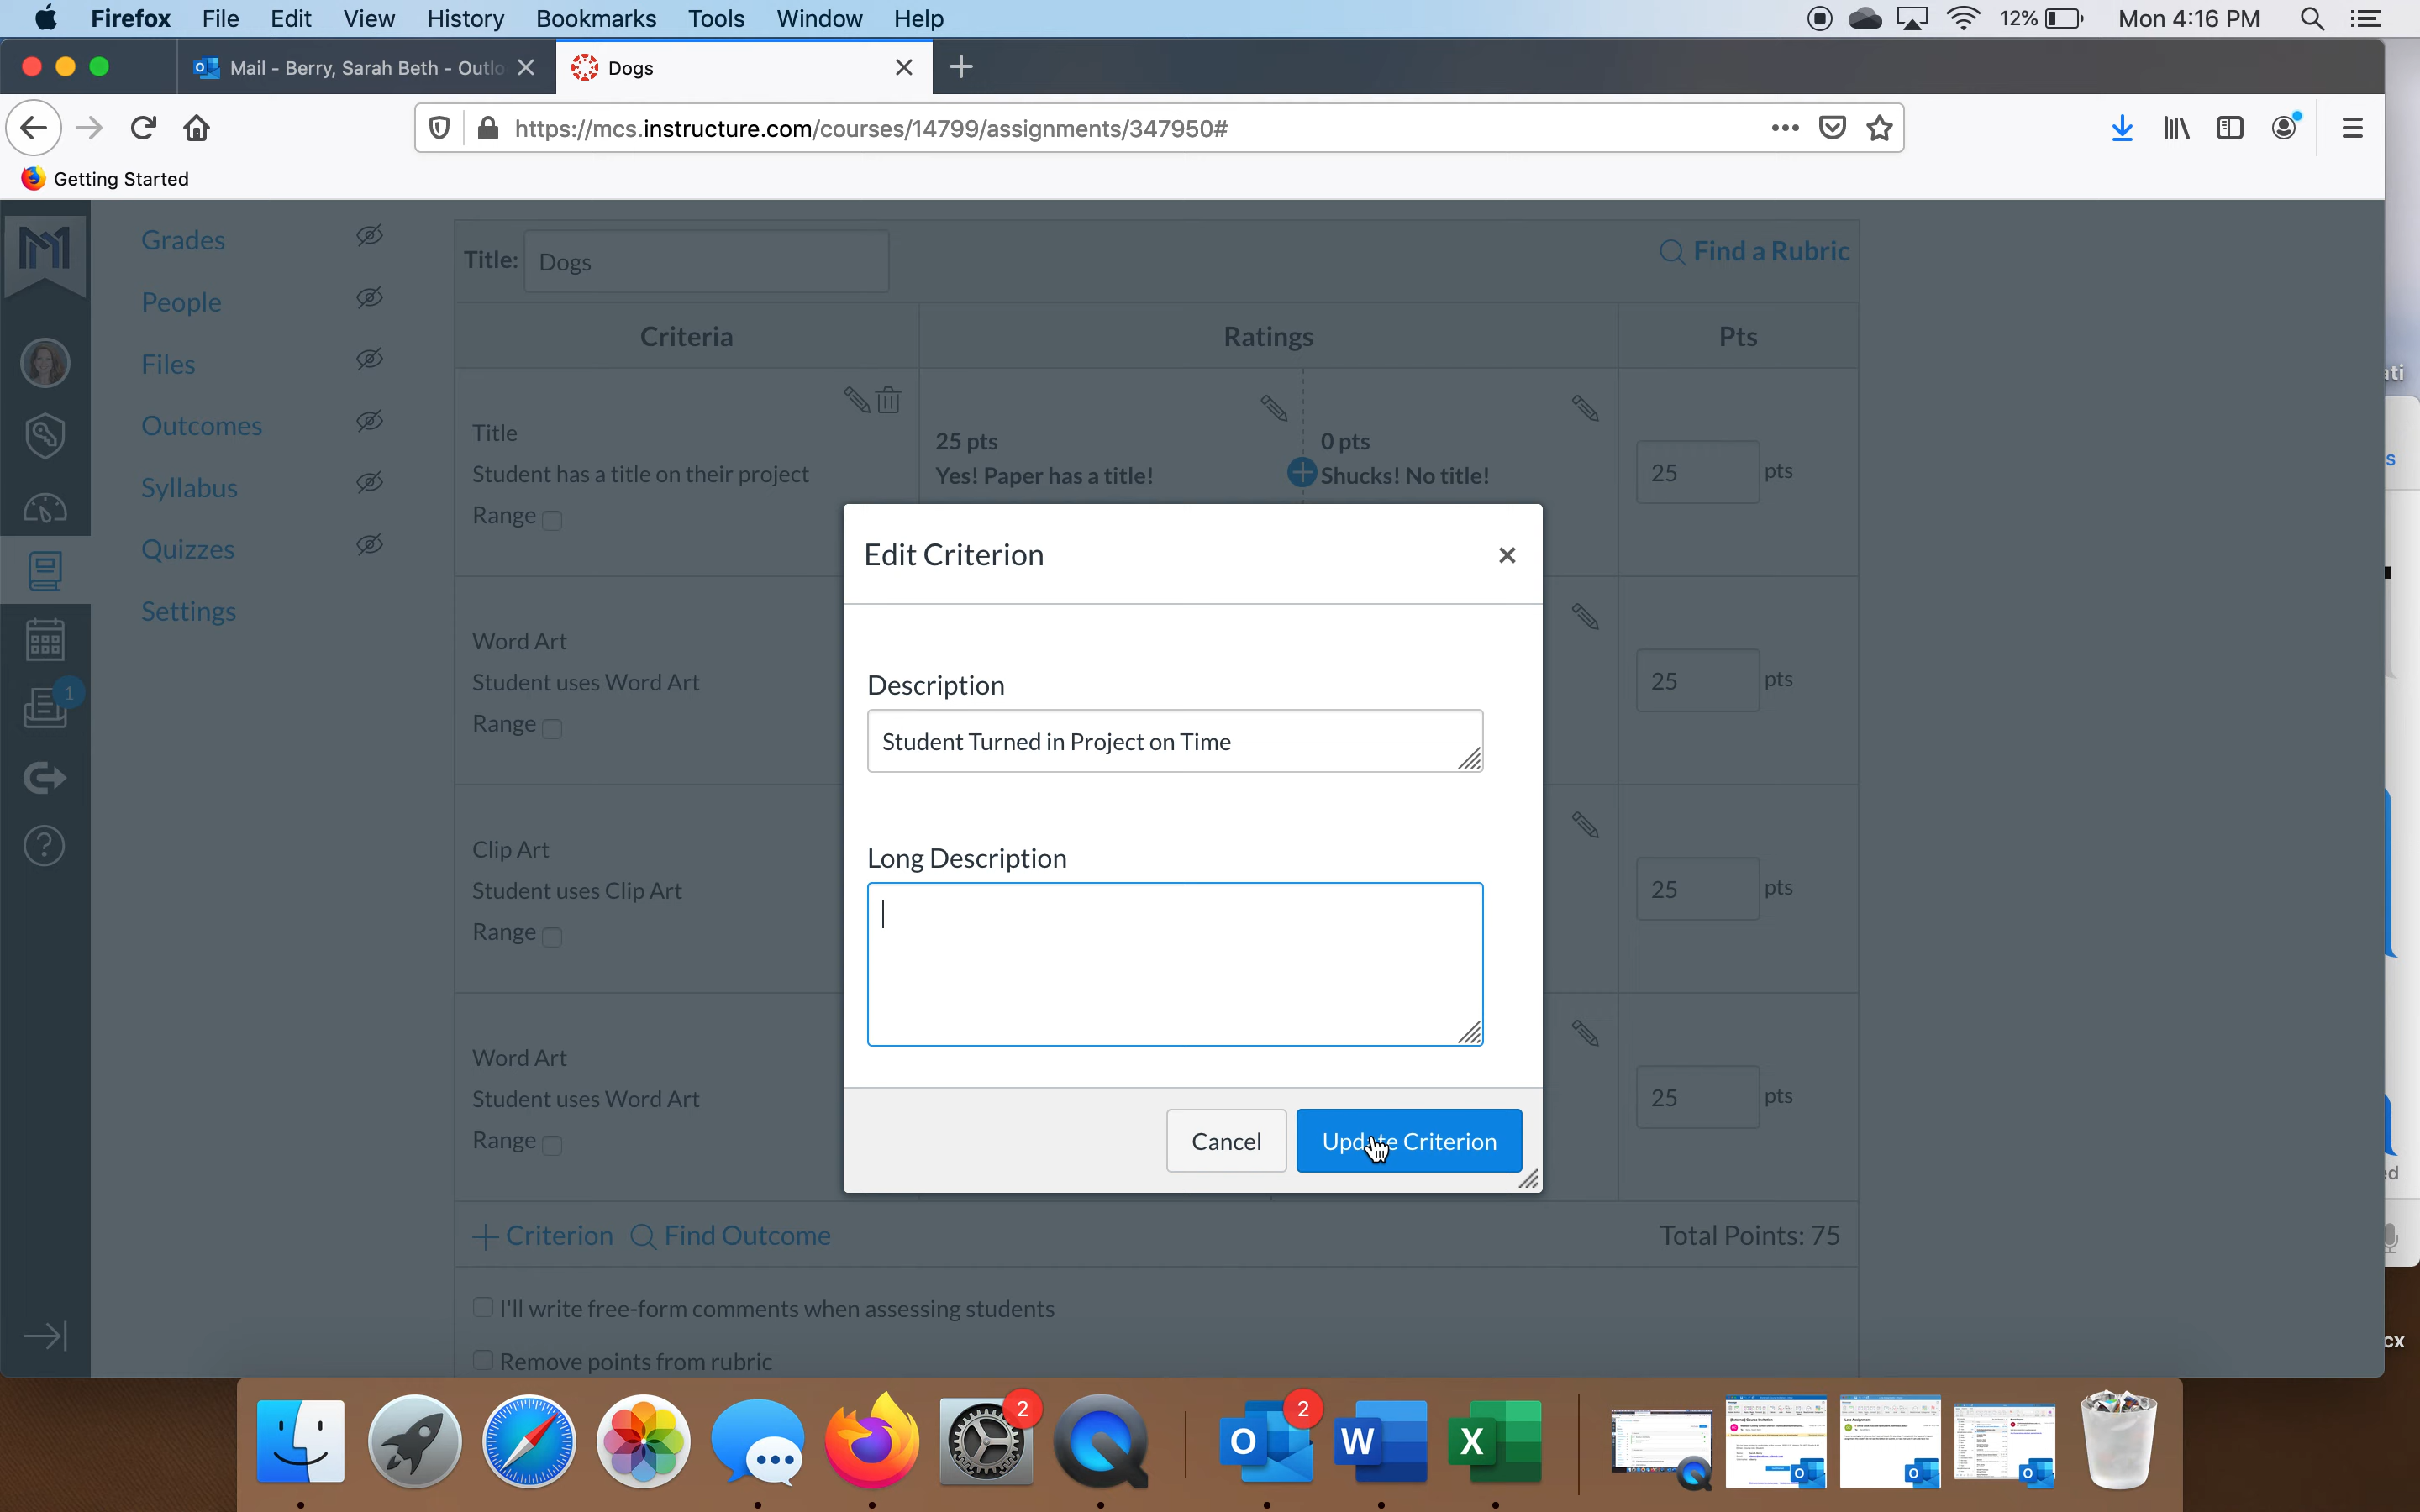 Firefox File Edit View History Bookmarks Tools Window Help 12% Mon 4:16 PM
Mail - Berry, Sarah Beth - Outlo Dogs
https://mcs.instructure.com/courses/14799/assignments/347950#
Getting Started
Grades
People
Files
Outcomes
Syllabus
Quizzes
Settings
1
Title: Dogs Find a Rubric
Criteria Ratings Pts
Title
Student has a title on their project
Range
25 pts
Yes! Paper has a title!
0 pts
Shucks! No title!
25 pts
Word Art
Student uses Word Art
Range
25 pts
Clip Art
Student uses Clip Art
Range
25 pts
Word Art
Student uses Word Art
Range
25 pts
Edit Criterion
Description
Student Turned in Project on Time
Long Description
Cancel Update Criterion
Criterion Find Outcome Total Points: 75
I'll write free-form comments when assessing students
Remove points from rubric
ati
s
ed
cx
2
2
O
W
X